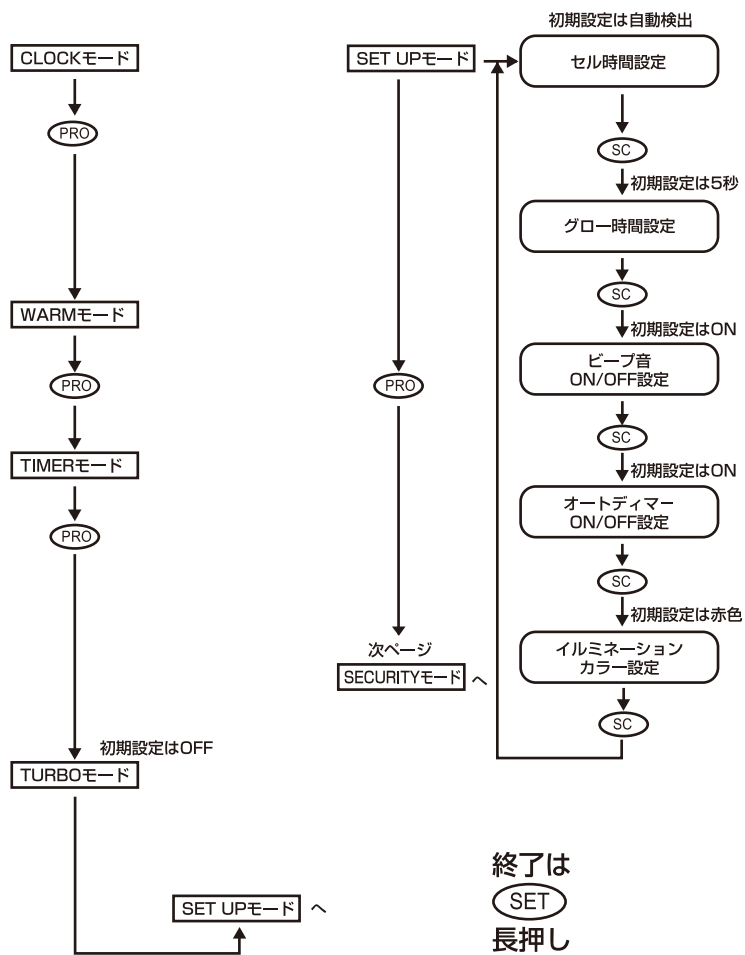 CLOCKモード
PRO
WARMモード
PRO
TIMERモード
PRO
初期設定はOFF
TURBOモード
SET UPモード へ
SET UPモード
PRO
次ページ
SECURITYモード へ
初期設定は自動検出
セル時間設定
SC
初期設定は5秒
グロー時間設定
SC
初期設定はON
ビープ音
ON/OFF設定
SC
初期設定はON
オートディマー
ON/OFF設定
SC
初期設定は赤色
イルミネーション
カラー設定
SC
終了は
SET
長押し